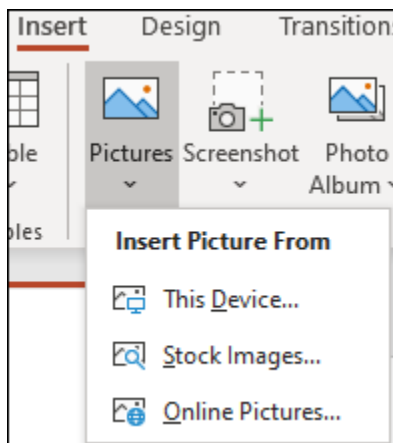 Insert Design Transitions
Pictures Screenshot Photo
Album
Insert Picture From
This Device...
Stock Images...
Online Pictures...